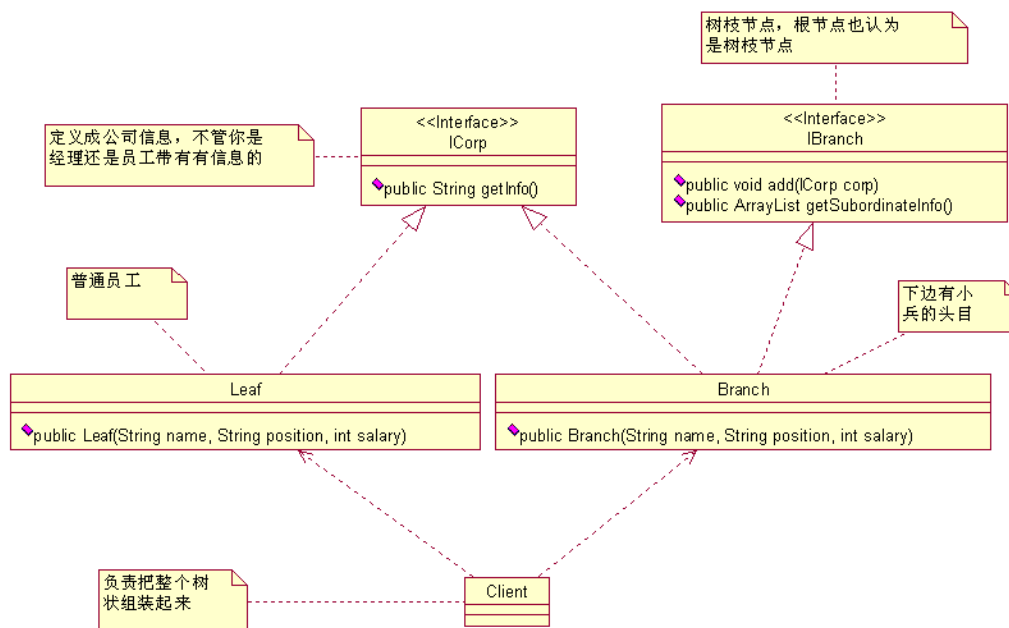 树枝节点，根节点也认为
是树枝节点
<<Interface>>
ICorp
public String getInfo()
<<Interface>>
IBranch
public void add(ICorp corp)
public ArrayList getSubordinateInfo()
定义成公司信息，不管你是
经理还是员工带有有信息的
普通员工
下边有小
兵的头目
Leaf
public Leaf(String name, String position, int salary)
Branch
public Branch(String name, String position, int salary)
负责把整个树
状组装起来
Client